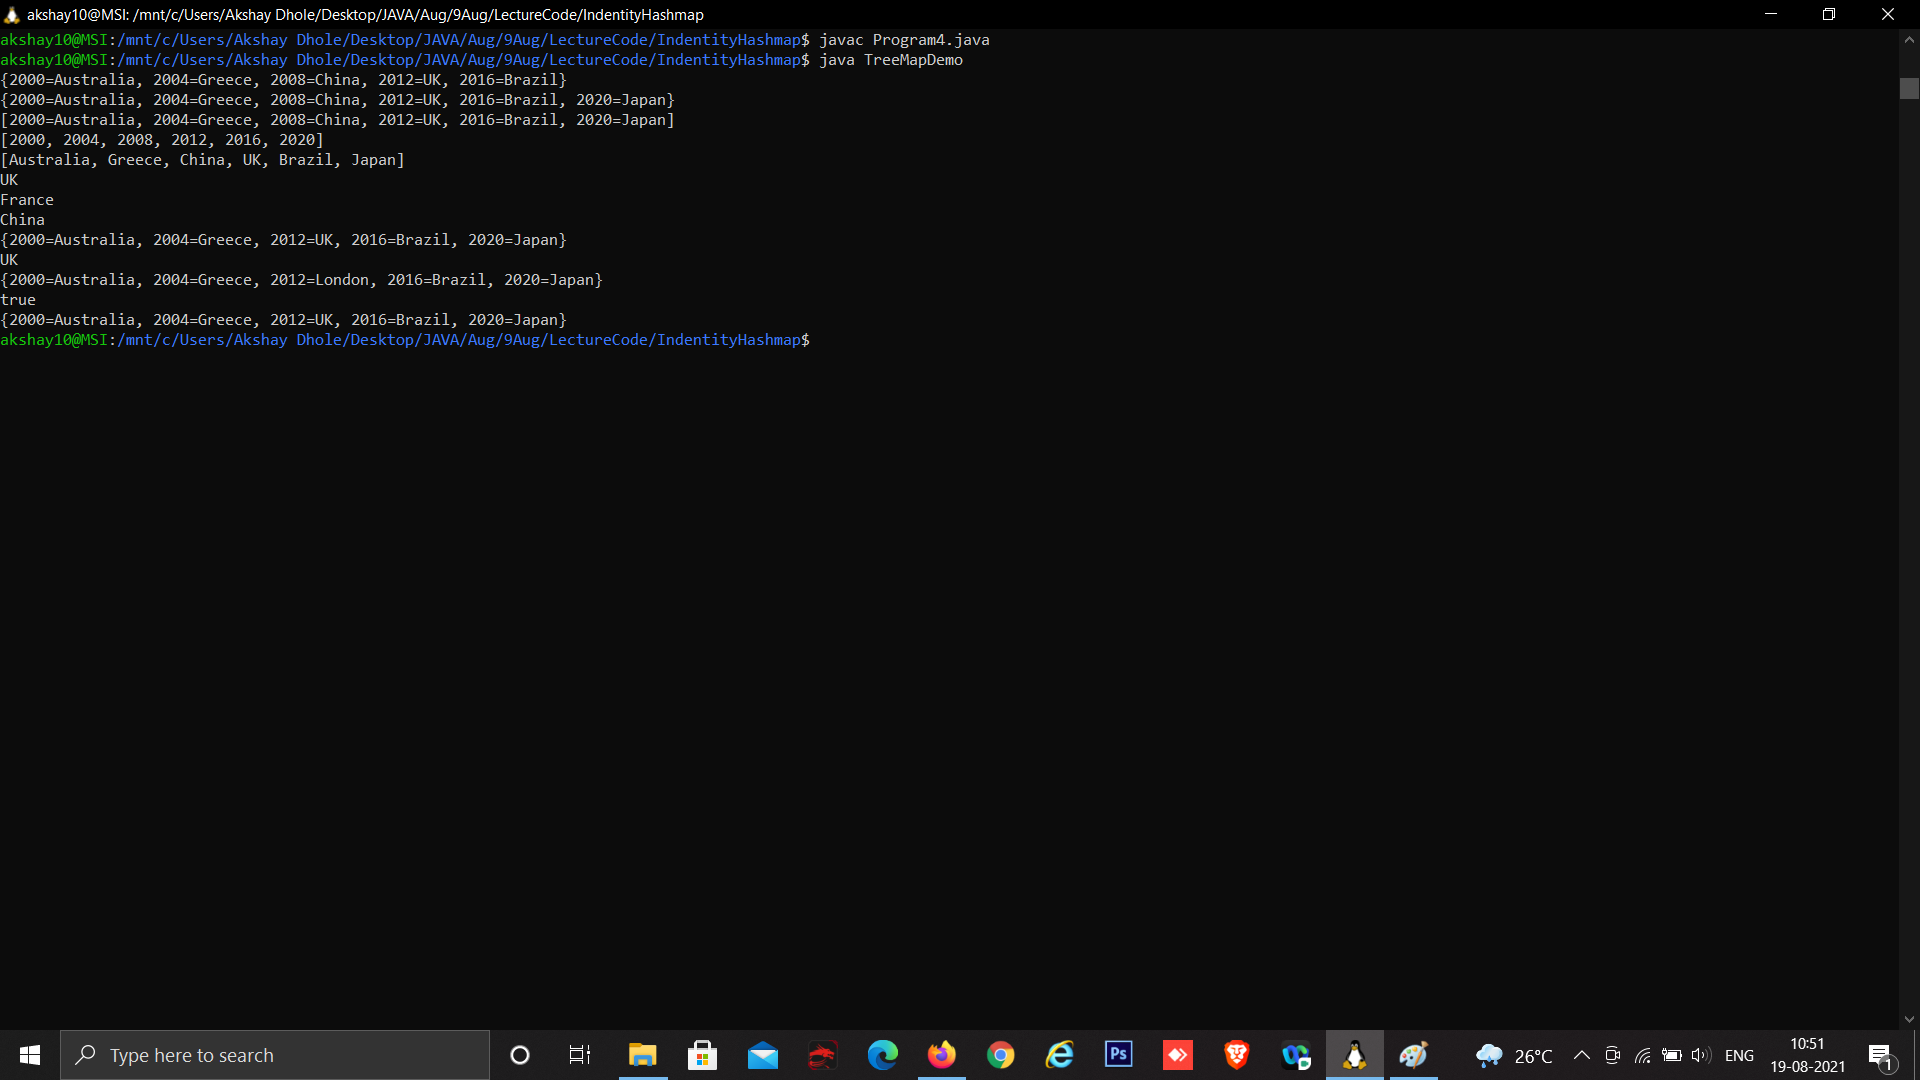 akshay10@MSI: /mnt/c/Users/Akshay Dhole/Desktop/JAVA/Aug/9Aug/LectureCode/IndentityHashmap
akshay10@MSI:/mnt/c/Users/Akshay Dhole/Desktop/JAVA/Aug/9Aug/LectureCode/IndentityHashmap$ javac Program4.java
akshay10@MSI:/mnt/c/Users/Akshay Dhole/Desktop/JAVA/Aug/9Aug/LectureCode/IndentityHashmap$ java TreeMapDemo
{2000=Australia, 2004=Greece, 2008=China, 2012=UK, 2016=Brazil}
{2000=Australia, 2004=Greece, 2008=China, 2012=UK, 2016=Brazil, 2020=Japan}
[2000=Australia, 2004=Greece, 2008=China, 2012=UK, 2016=Brazil, 2020=Japan]
[2000, 2004, 2008, 2012, 2016, 2020]
[Australia, Greece, China, UK, Brazil, Japan]
UK
France
China
{2000=Australia, 2004=Greece, 2012=UK, 2016=Brazil, 2020=Japan}
UK
{2000=Australia, 2004=Greece, 2012=London, 2016=Brazil, 2020=Japan}
true
{2000=Australia, 2004=Greece, 2012=UK, 2016=Brazil, 2020=Japan}
akshay10@MSI:/mnt/c/Users/Akshay Dhole/Desktop/JAVA/Aug/9Aug/LectureCode/IndentityHashmap$
Type here to search
Ps
26°C
ENG
10:51
19-08-2021
1